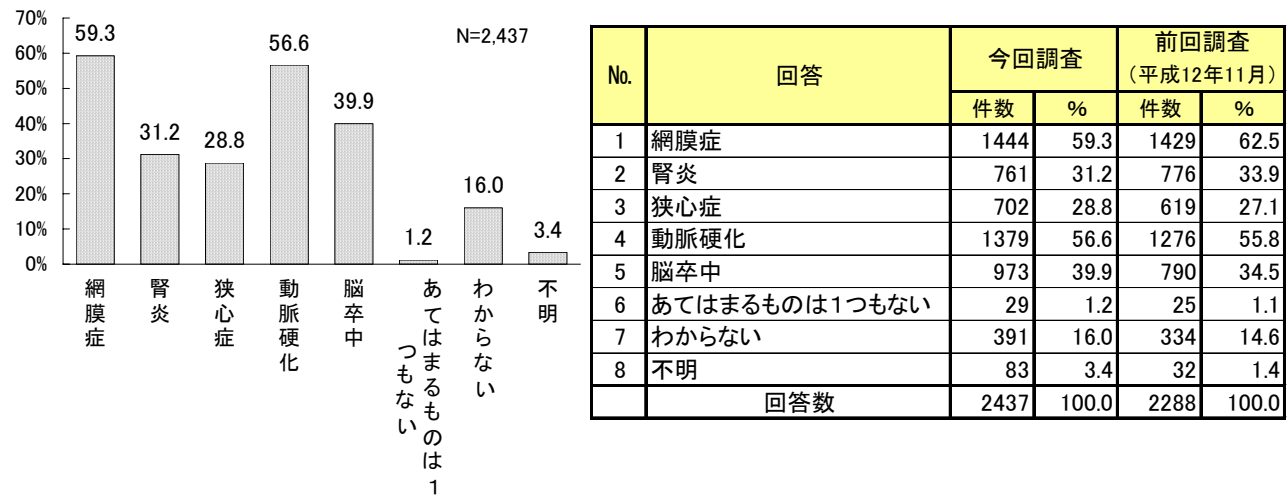 70%
60%
50%
40%
30%
20%
10%
0%
N=2,437
59.3
31.2
28.8
56.6
39.9
1.2
16.0
3.4
網膜症
腎炎
狭心症
動脈硬化
脳卒中
あてはまるものは1
つもない
わからない
不明
№ 回答 今回調査 前回調査
（平成12年11月）
件数 % 件数 %
1 網膜症 1444 59.3 1429 62.5
2 腎炎 761 31.2 776 33.9
3 狭心症 702 28.8 619 27.1
4 動脈硬化 1379 56.6 1276 55.8
5 脳卒中 973 39.9 790 34.5
6 あてはまるものは１つもない 29 1.2 25 1.1
7 わからない 391 16.0 334 14.6
8 不明 83 3.4 32 1.4
回答数 2437 100.0 2288 100.0